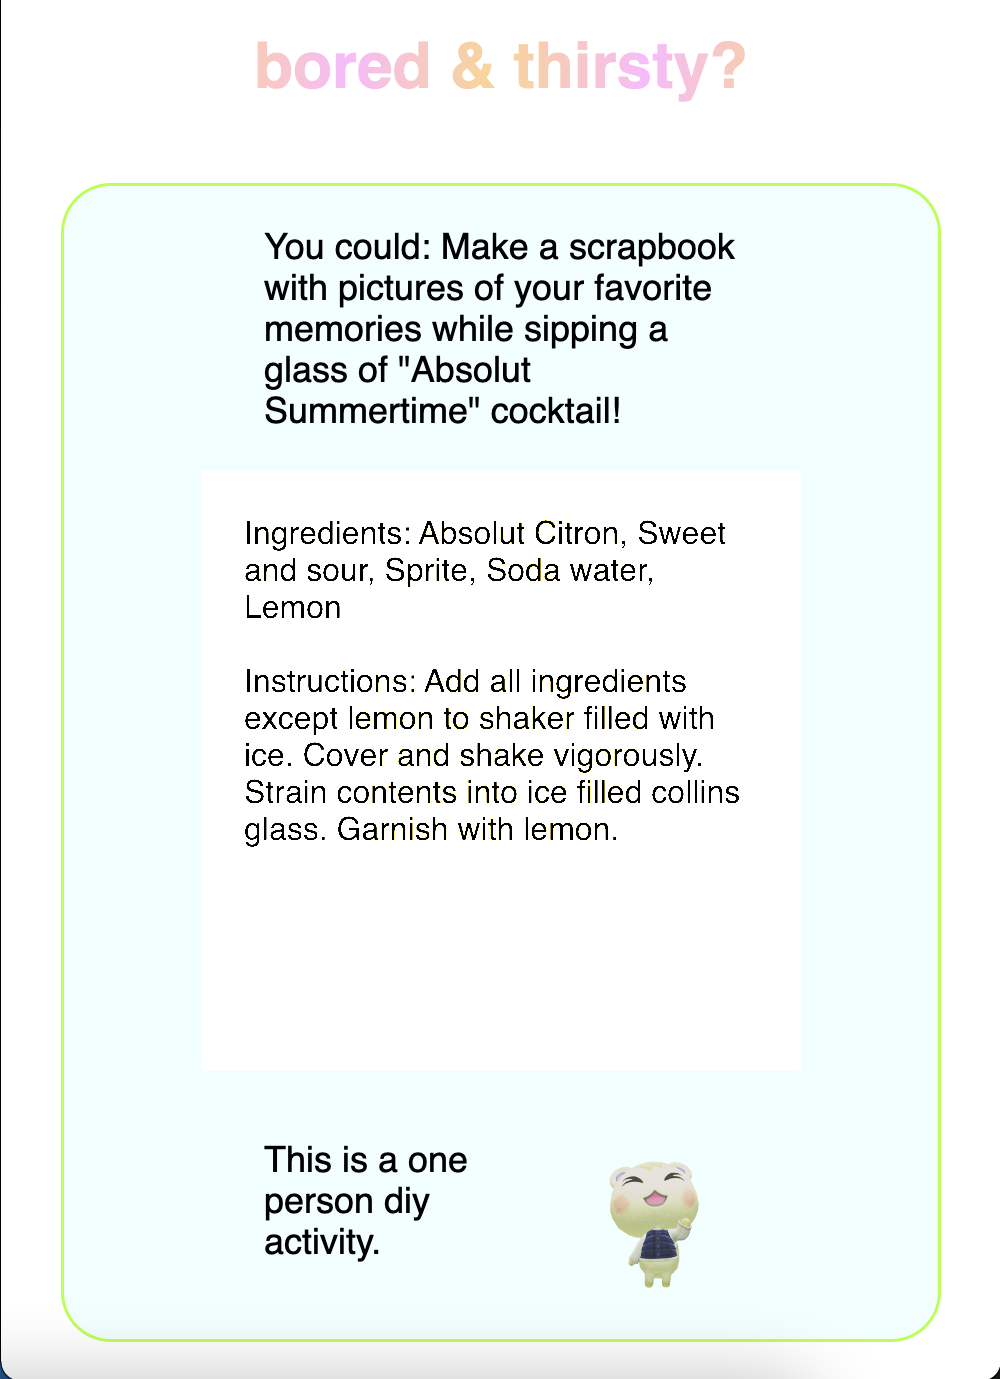 bored & thirsty?
You could: Make a scrapbook
with pictures of your favorite
memories while sipping a
glass of "Absolut
Summertime" cocktail!
Ingredients: Absolut Citron, Sweet
and sour, Sprite, Soda water,
Lemon
Instructions: Add all ingredients
except lemon to shaker filled with
ice. Cover and shake vigorously.
Strain contents into ice filled collins
glass. Garnish with lemon.
This is a one
person diy
activity.